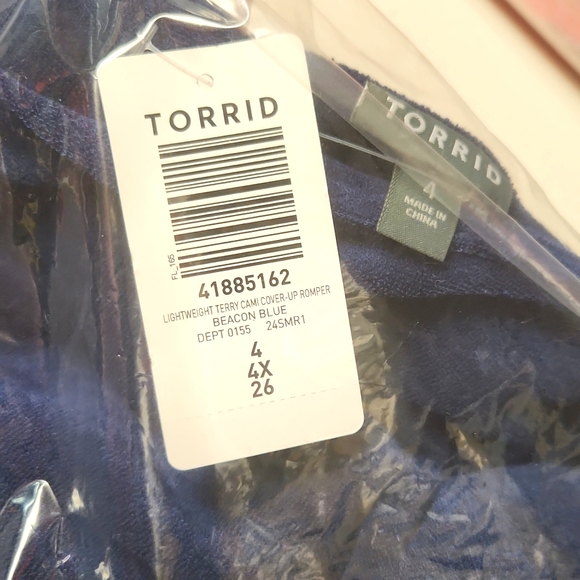 TORRID
FL_165
41885162
LIGHTWEIGHT TERRY CAMI COVER-UP ROMPER
BEACON BLUE
DEPT 0155 24SMR1
4
4X
26
TORRID
4
MADE IN
CHINA